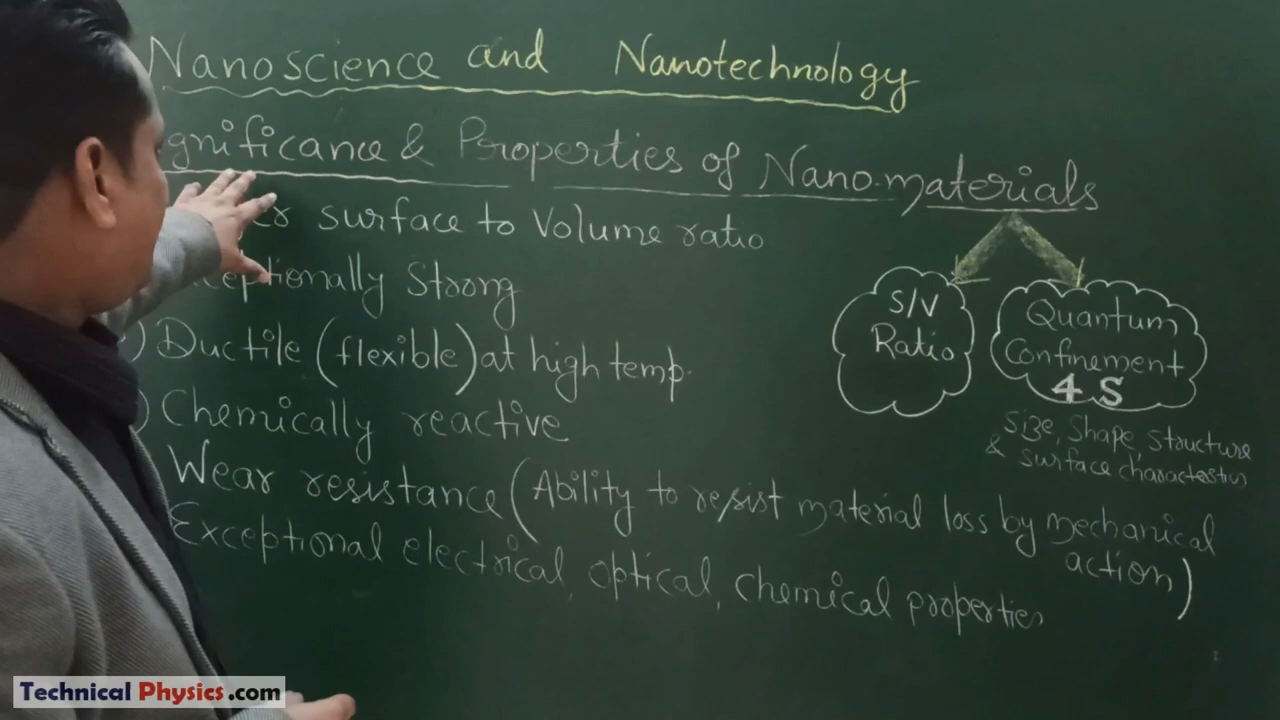 Nanoscience and Nanotechnology
gnificance & Properties of Nano-materials
er surface to Volume ratio
ceptionally Strong
) Ductile (flexible) at high temp.
) Chemically reactive
Wear resistance (Ability to resist material loss by mechanical
action)
Exceptional electrical, optical, chemical properties
S/V
Ratio
Quantum
Confinement
4 S
Size, Shape, Structure
& surface characteristics
Technical Physics.com